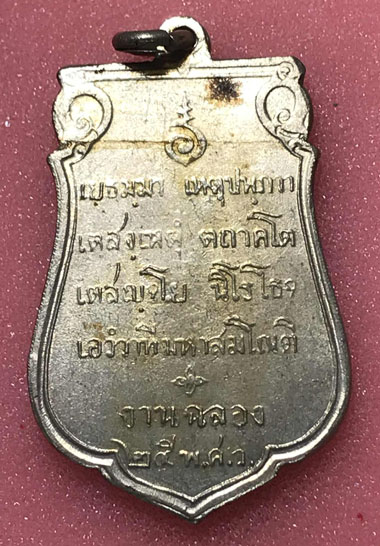 เยธมฺมา เหตุปฺปภวา
เตสํเหตุํ ตถาคโต
เตสญฺจโย นิโรโธจ
เอวํวาทีมหาสมโณติ
งานฉลอง
๒๕ พ.ศ.ว.